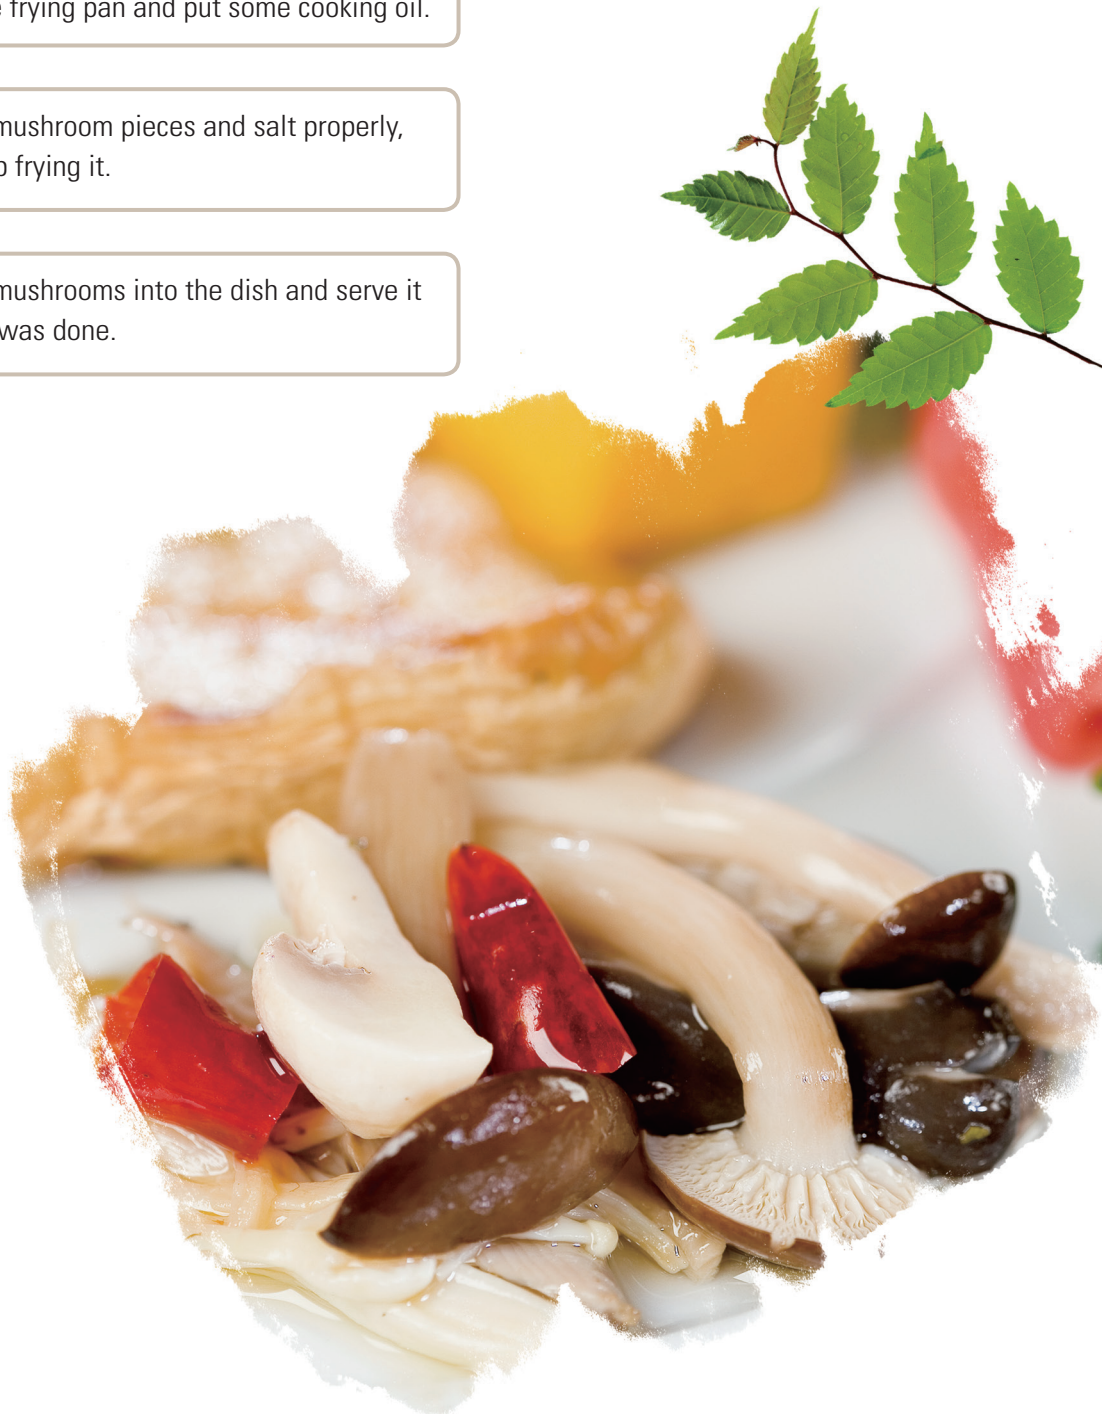 frying pan and put some cooking oil.
mushroom pieces and salt properly,
frying it.
mushrooms into the dish and serve it
was done.